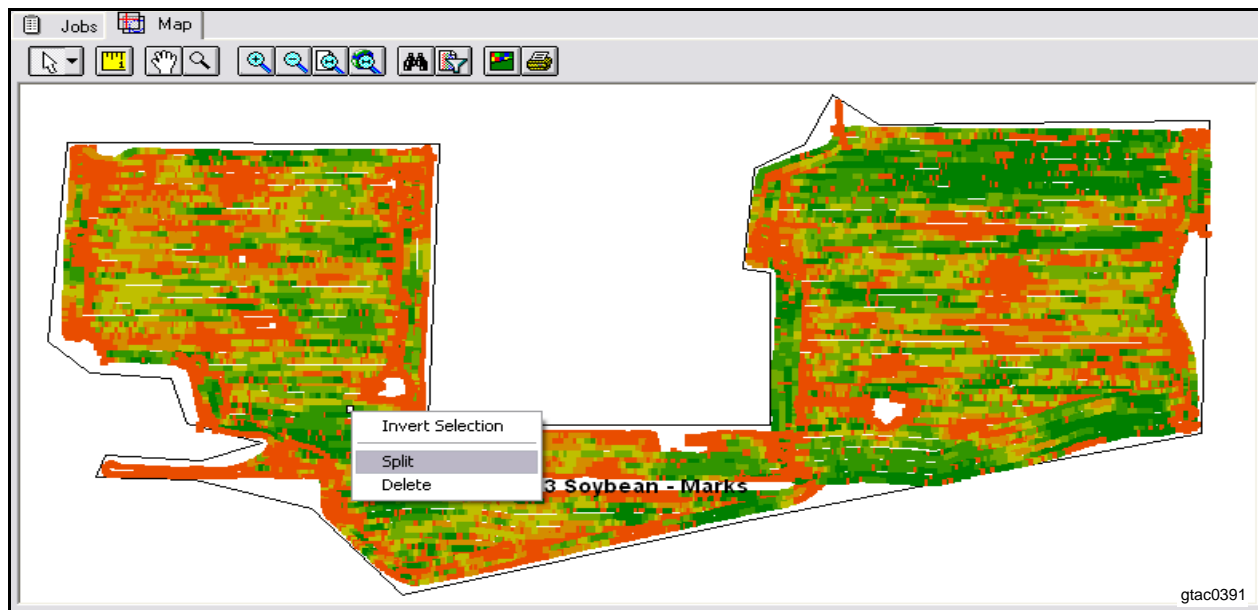 Jobs Map
Invert Selection
Split
Delete
3 Soybean - Marks
gtac0391